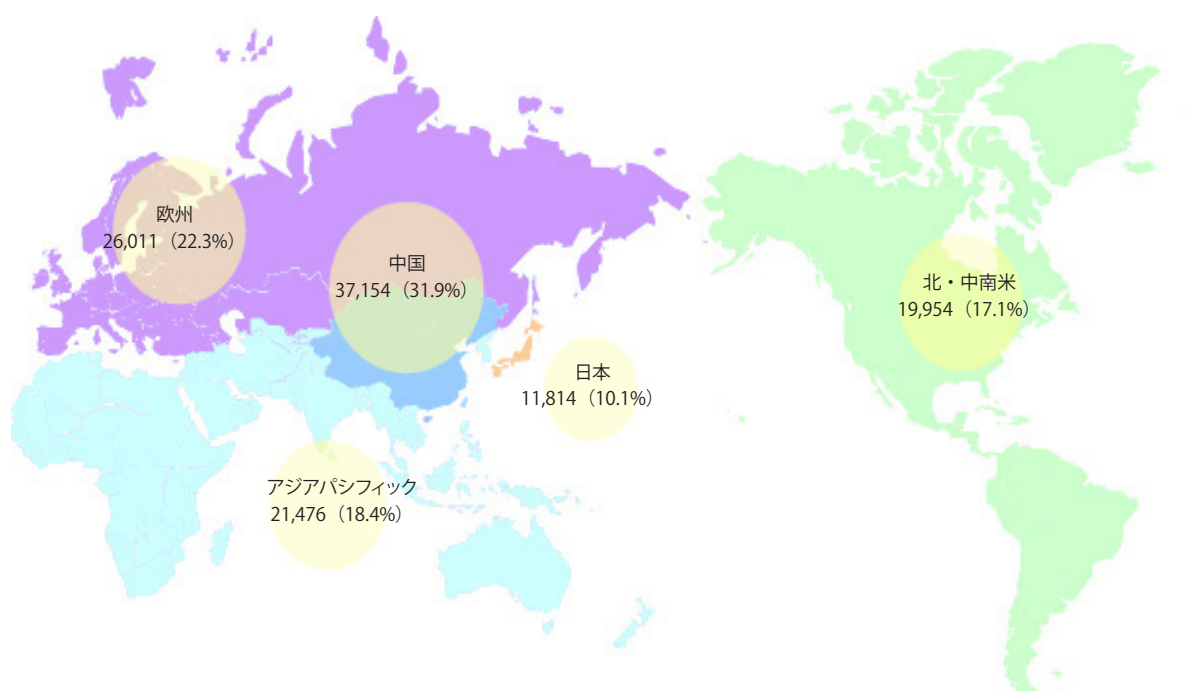 欧州
26,011（22.3%）
中国
37,154（31.9%）
北・中南米
19,954（17.1%）
日本
11,814（10.1%）
アジアパシフィック
21,476（18.4%）